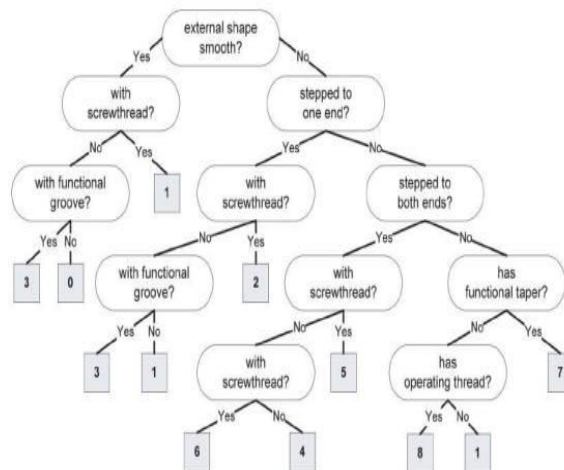 external shape
smooth?
Yes
No
with
screwthread?
stepped to
one end?
No
Yes
Yes
No
with functional
groove?
1
with
screwthread?
stepped to
both ends?
Yes
No
No
Yes
Yes
No
3
0
with functional
groove?
2
with
screwthread?
has
functional taper?
Yes
No
No
Yes
No
Yes
3
1
with
screwthread?
5
has
operating thread?
7
Yes
No
Yes
No
6
4
8
1